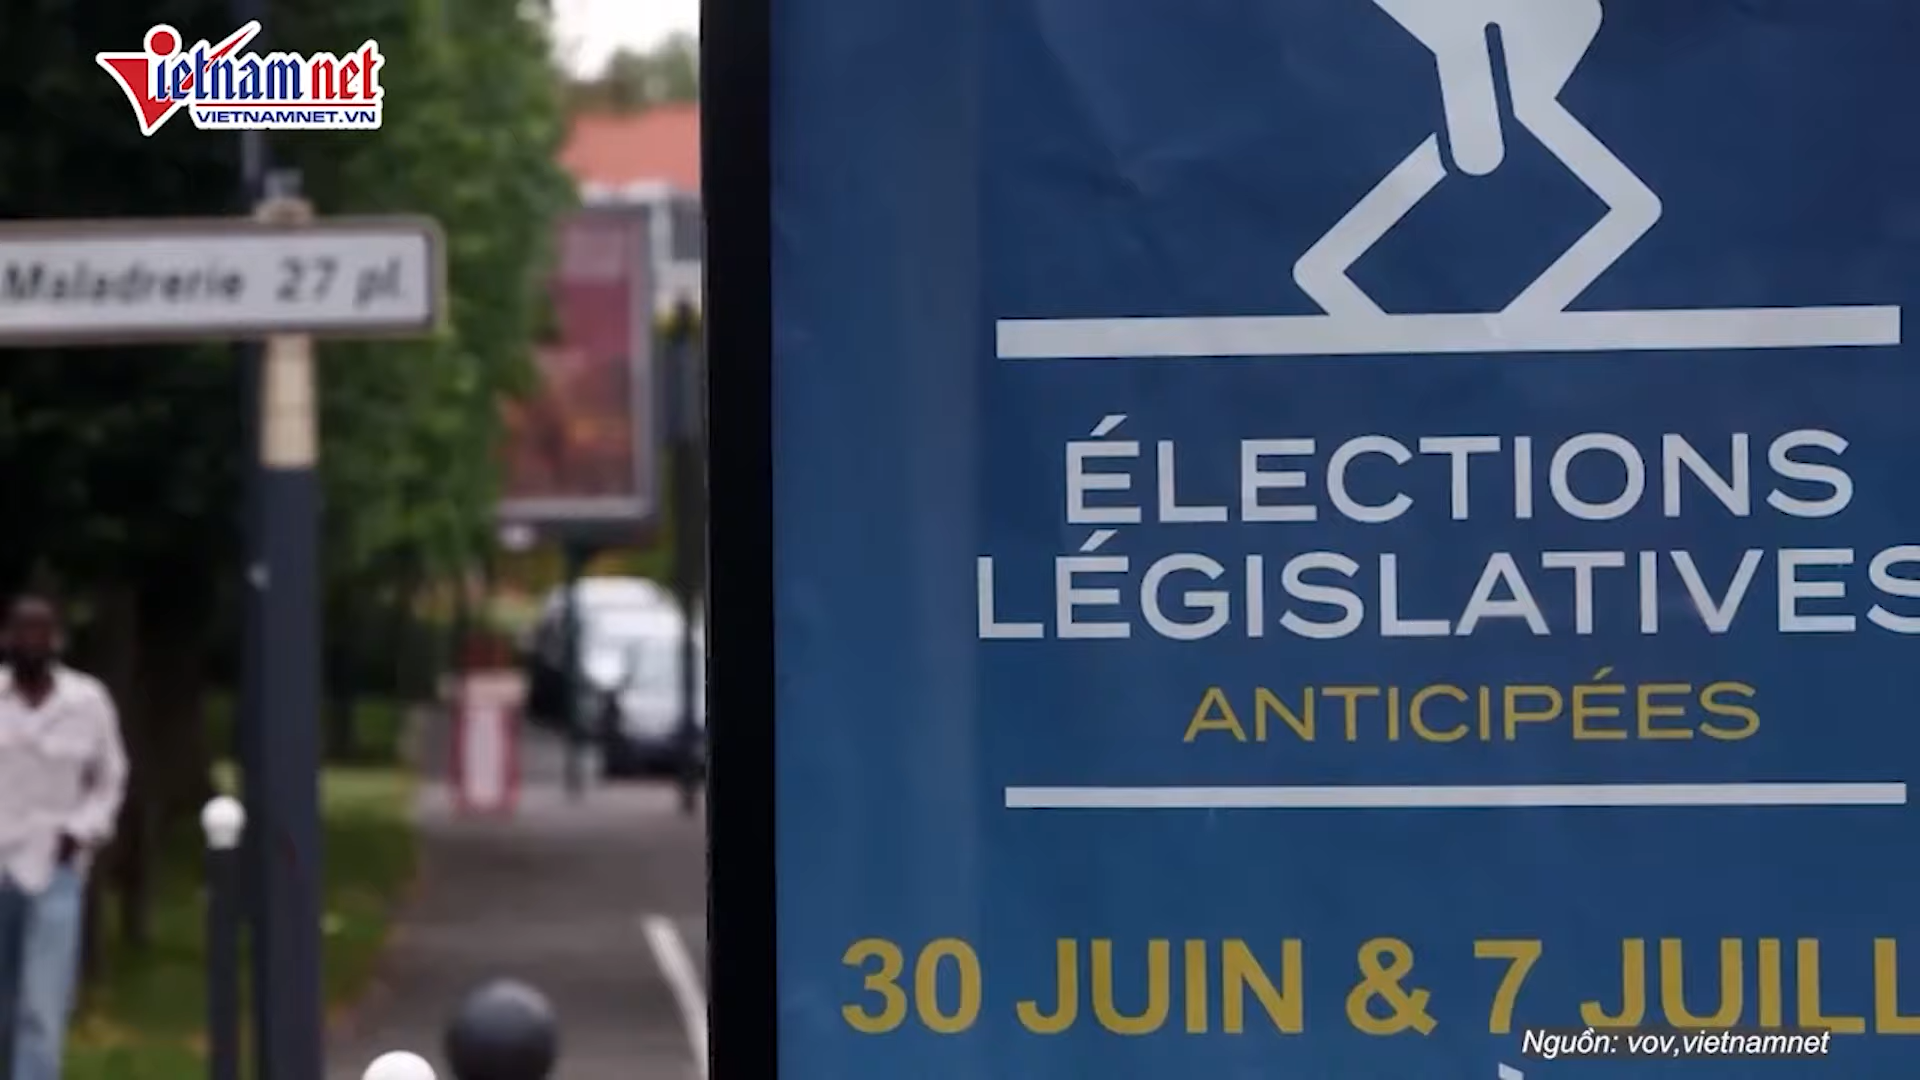 Vietnamnet
VIETNAMNET.VN
Maladrerie 27 pl.
ÉLECTIONS
LÉGISLATIVES
ANTICIPÉES
30 JUIN & 7 JUILL
Nguồn: vov,vietnamnet